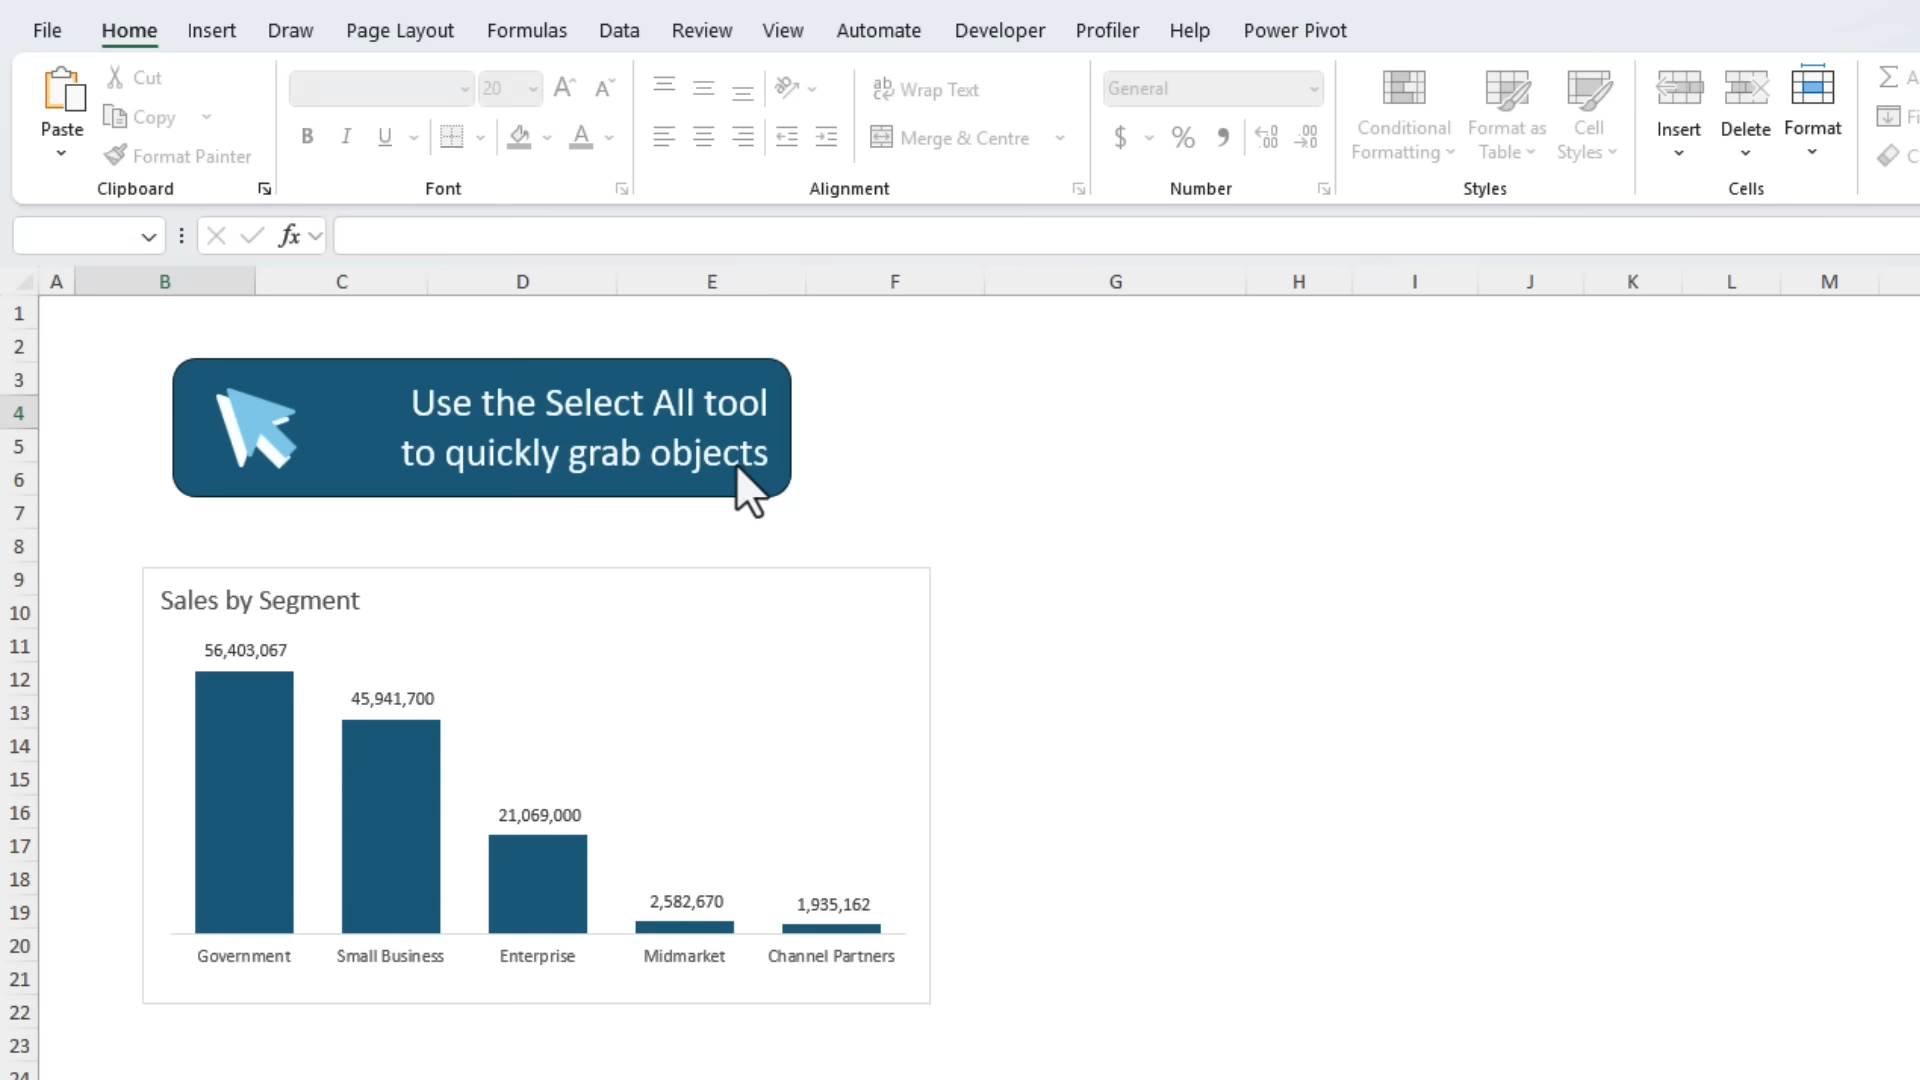 File Home Insert Draw Page Layout Formulas Data Review View Automate Developer Profiler Help Power Pivot
Paste
Cut
Copy
Format Painter
Clipboard
20
A A
B I U A
Font
ab Wrap Text
Merge & Centre
Alignment
General
$ % 9
Number
Conditional
Formatting
Format as
Table
Cell
Styles
Styles
Insert
Delete
Format
Cells
fx
A B C D E F G H I J K L M
1
2
3
4
5
6
7
8
9
10
11
12
13
14
15
16
17
18
19
20
21
22
23
Use the Select All tool
to quickly grab objects
Sales by Segment
56,403,067
45,941,700
21,069,000
2,582,670
1,935,162
Government Small Business Enterprise Midmarket Channel Partners